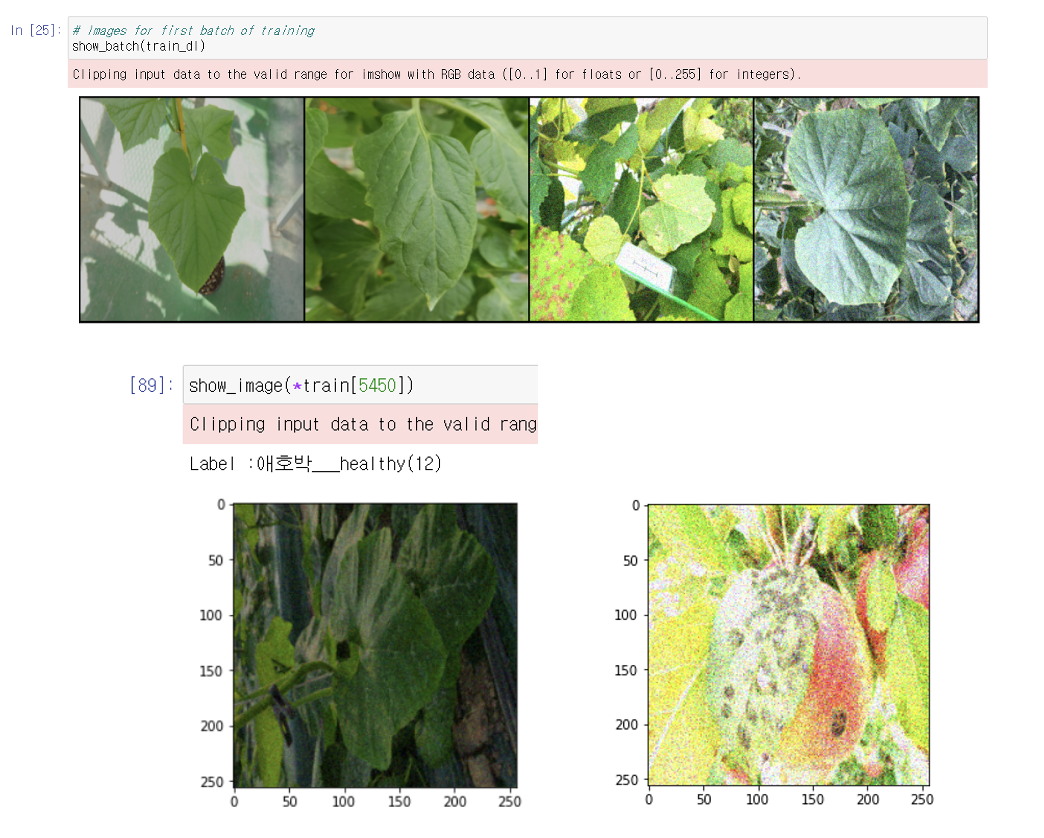 In [25]:
# Images for first batch of training
show_batch(train_dl)
Clipping input data to the valid range for imshow with RGB data ([0..1] for floats or [0..255] for integers).
[89]:
show_image(*train[5450])
Clipping input data to the valid rang
Label :애호박___healthy(12)
0
50
100
150
200
250
0 50 100 150 200 250
0
50
100
150
200
250
0 50 100 150 200 250